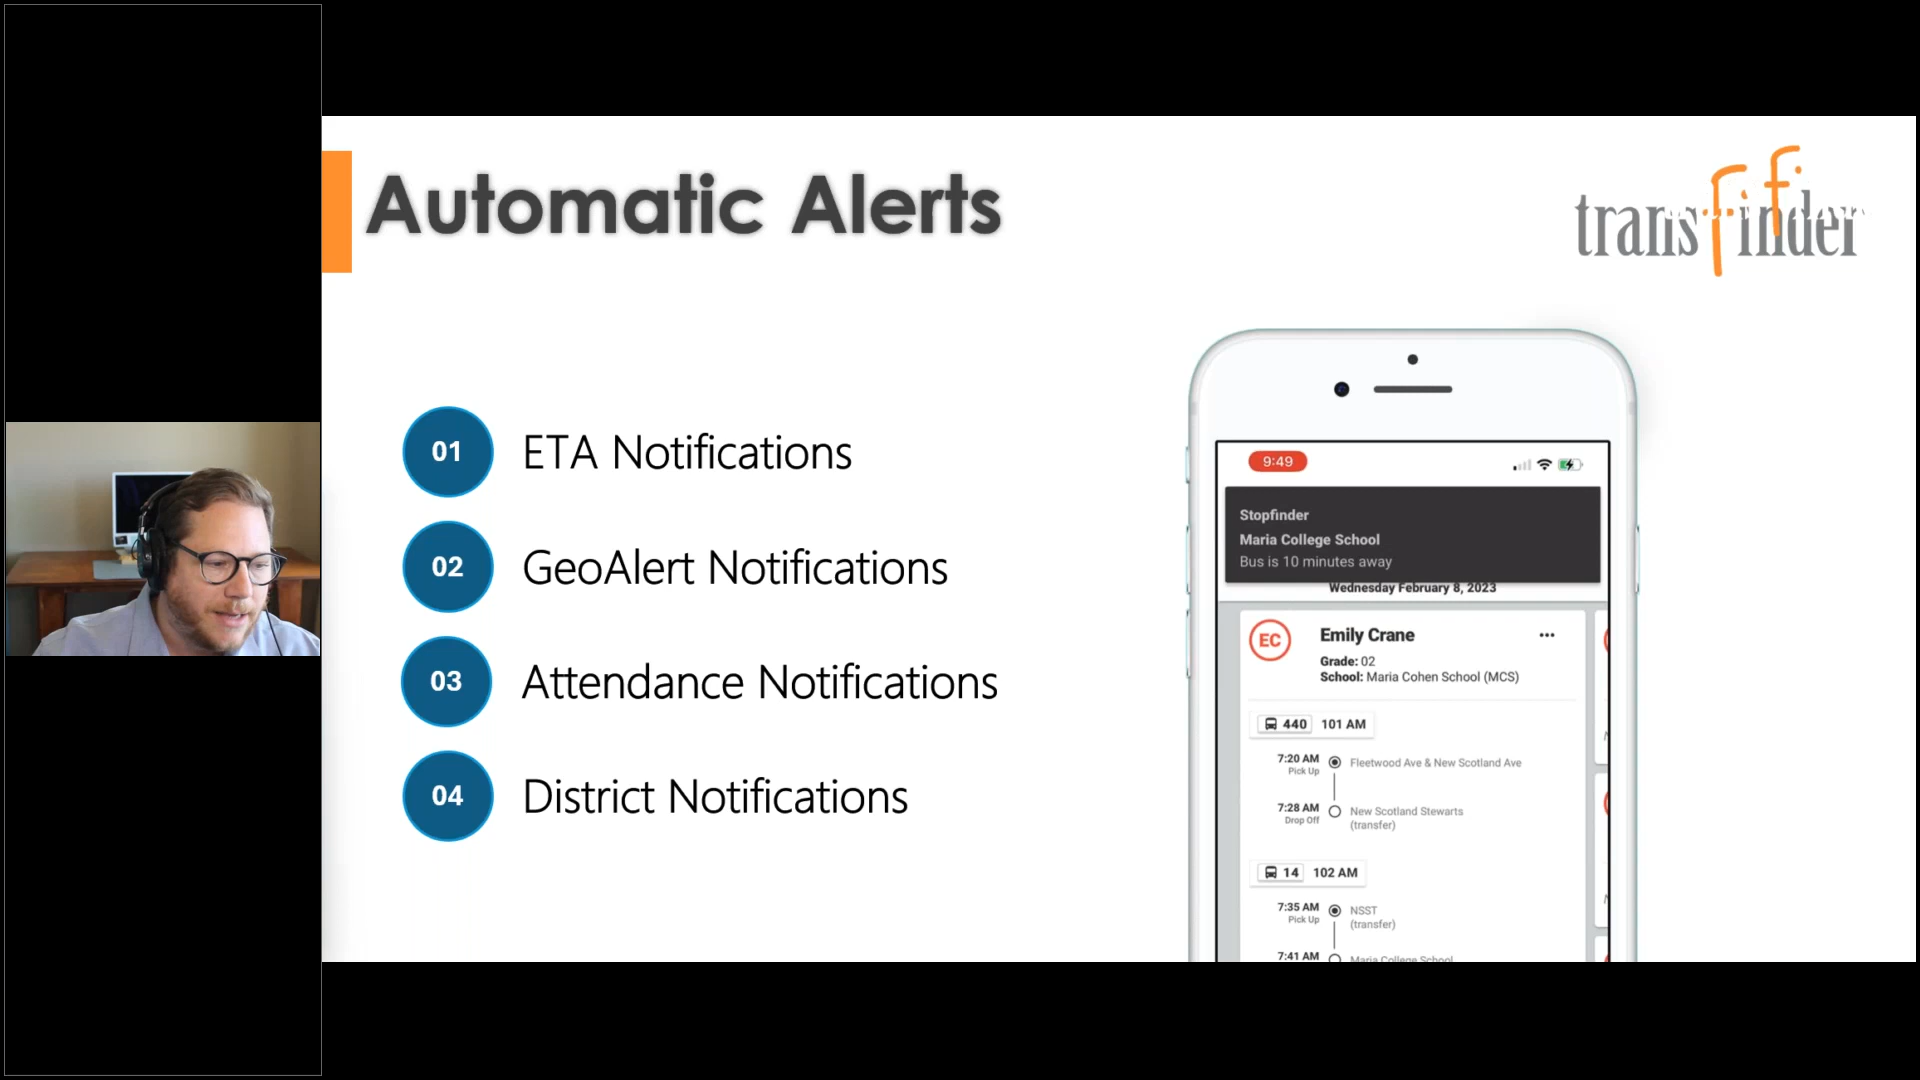 Automatic Alerts
transfinder
01 ETA Notifications
02 GeoAlert Notifications
03 Attendance Notifications
04 District Notifications
9:49
Stopfinder
Maria College School
Bus is 10 minutes away
Wednesday February 8, 2023
EC
Emily Crane
Grade: 02
School: Maria Cohen School (MCS)
440 101 AM
7:20 AM Fleetwood Ave & New Scotland Ave
Pick Up
7:28 AM New Scotland Stewarts
Drop Off (transfer)
14 102 AM
7:35 AM NSST
Pick Up (transfer)
7:41 AM Maria College School